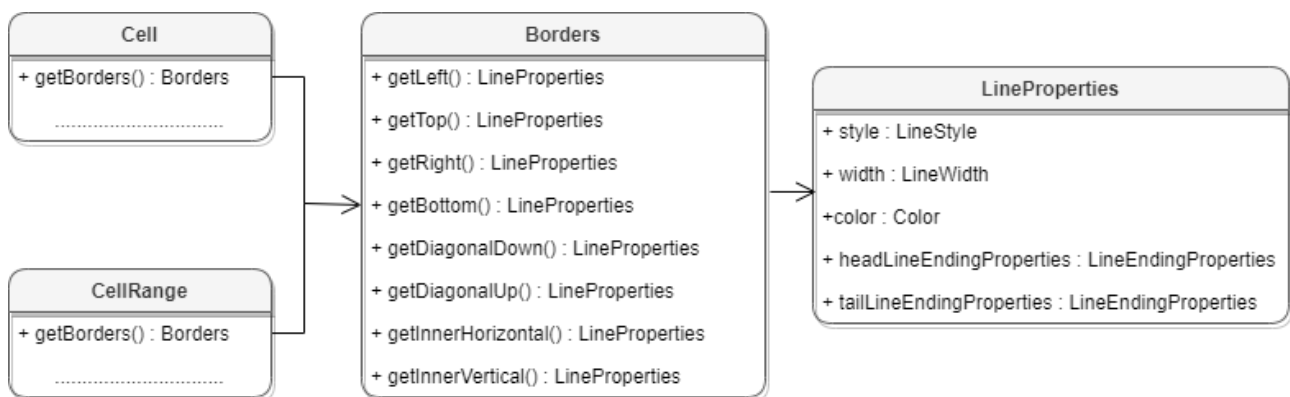 Cell
+ getBorders() : Borders
..............................
CellRange
+ getBorders() : Borders
..............................
Borders
+ getLeft() : LineProperties
+ getTop() : LineProperties
+ getRight() : LineProperties
+ getBottom() : LineProperties
+ getDiagonalDown() : LineProperties
+ getDiagonalUp() : LineProperties
+ getInnerHorizontal() : LineProperties
+ getInnerVertical() : LineProperties
LineProperties
+ style : LineStyle
+ width : LineWidth
+color : Color
+ headLineEndingProperties : LineEndingProperties
+ tailLineEndingProperties : LineEndingProperties